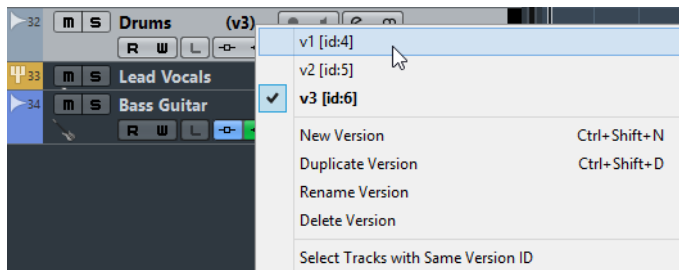 32 m S Drums (v3) e
R W L
33 m S Lead Vocals
34 m S Bass Guitar
R W L
v1 [id:4]
v2 [id:5]
v3 [id:6]
New Version Ctrl+Shift+N
Duplicate Version Ctrl+Shift+D
Rename Version
Delete Version
Select Tracks with Same Version ID